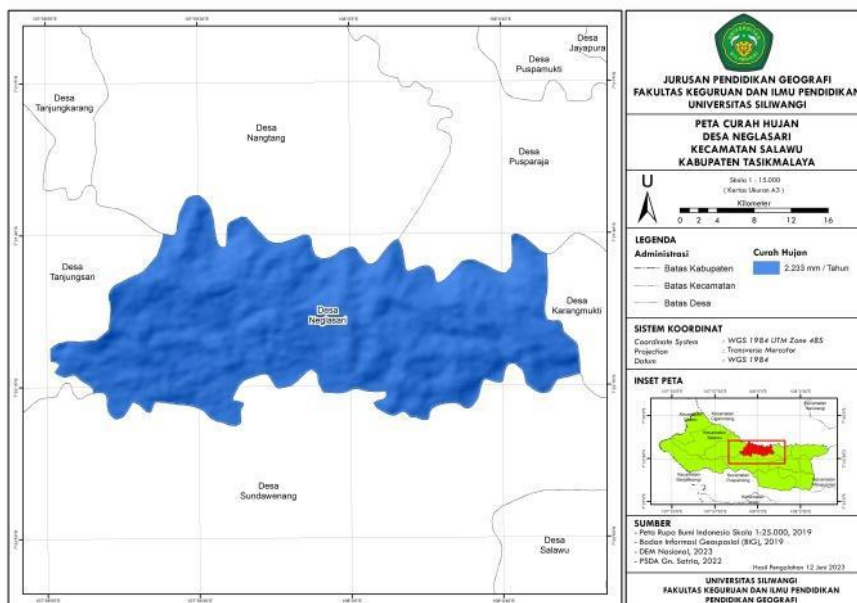 Desa
Jayapura
Desa
Puspamukti
Desa
Tanjungkarang
Desa
Nangtang
Desa
Pusparaja
Desa
Tanjungsari
Desa
Neglasari
Desa
Karangmukti
Desa
Sundawenang
Desa
Salawu
JURUSAN PENDIDIKAN GEOGRAFI
FAKULTAS KEGURUAN DAN ILMU PENDIDIKAN
UNIVERSITAS SILIWANGI
PETA CURAH HUJAN
DESA NEGLASARI
KECAMATAN SALAWU
KABUPATEN TASIKMALAYA
U
Skala 1 - 15.000
( Kertas Ukuran A3 )
Kilometer
0 2 4 8 12 16
LEGENDA
Administrasi
Batas Kabupaten
Batas Kecamatan
Batas Desa
Curah Hujan
2.233 mm / Tahun
SISTEM KOORDINAT
Coordinate System : WGS 1984 UTM Zone 48S
Projection : Transverse Mercator
Datum : WGS 1984
INSET PETA
Kecamatan
Salawu
SUMBER
- Peta Rupa Bumi Indonesia Skala 1:25.000, 2019
- Badan Informasi Geospasial (BIG), 2019
- DEM Nasional, 2023
- PSDA Gn. Satria, 2022
Hasil Pengolahan 12 Juni 2023
UNIVERSITAS SILIWANGI
FAKULTAS KEGURUAN DAN ILMU PENDIDIKAN
PENDIDIKAN GEOGRAFI